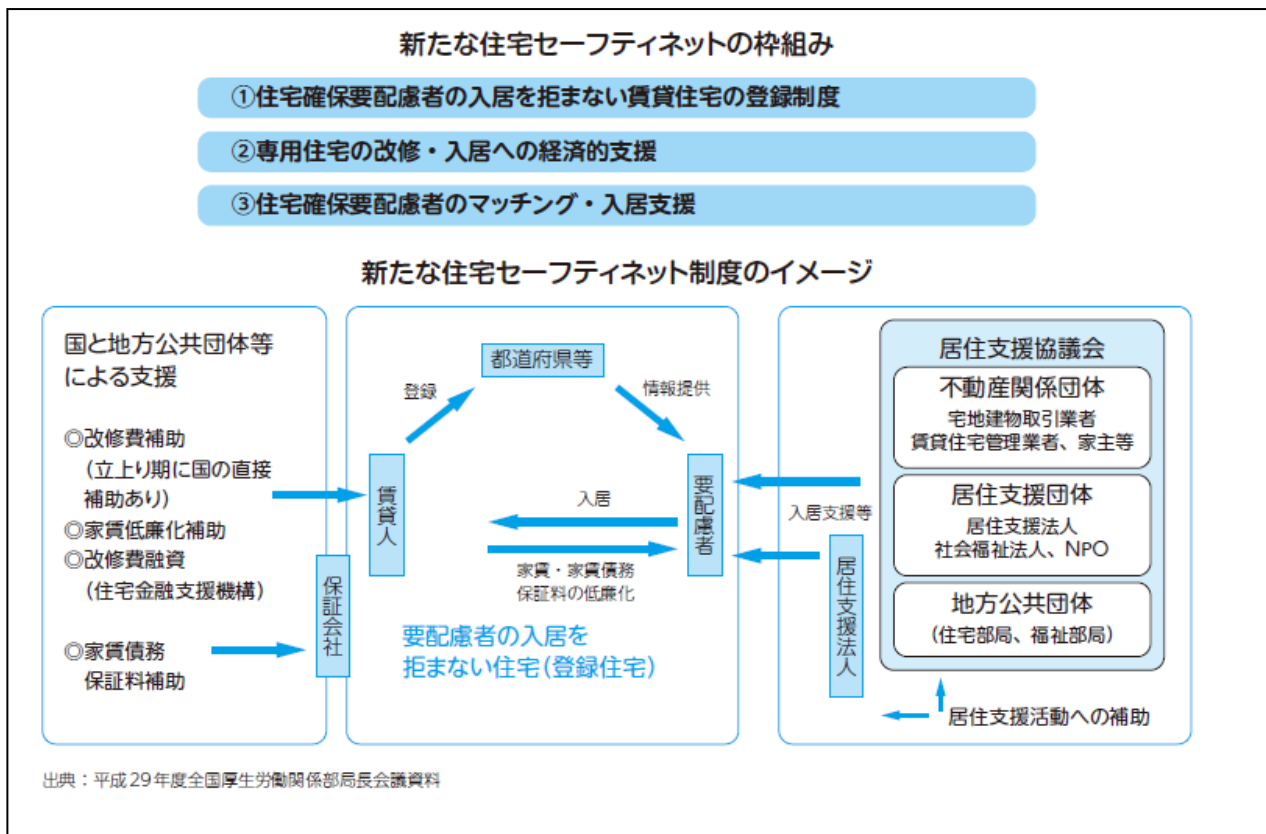 新たな住宅セーフティネットの枠組み
①住宅確保要配慮者の入居を拒まない賃貸住宅の登録制度
②専用住宅の改修・入居への経済的支援
③住宅確保要配慮者のマッチング・入居支援
新たな住宅セーフティネット制度のイメージ
国と地方公共団体等
による支援
◎改修費補助
(立上り期に国の直接
補助あり)
◎家賃低廉化補助
◎改修費融資
(住宅金融支援機構)
◎家賃債務
保証料補助
保証会社
都道府県等
登録
情報提供
賃貸人
要配慮者
入居
家賃・家賃債務
保証料の低廉化
要配慮者の入居を
拒まない住宅(登録住宅)
入居支援等
居住支援法人
居住支援協議会
不動産関係団体
宅地建物取引業者
賃貸住宅管理業者、家主等
居住支援団体
居住支援法人
社会福祉法人、NPO
地方公共団体
(住宅部局、福祉部局)
居住支援活動への補助
出典：平成29年度全国厚生労働関係部局長会議資料